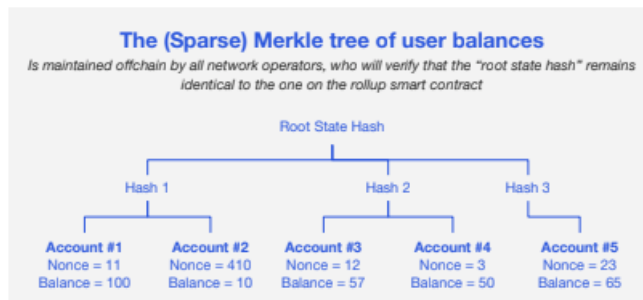 The (Sparse) Merkle tree of user balances
Is maintained offchain by all network operators, who will verify that the “root state hash” remains
identical to the one on the rollup smart contract
Root State Hash
Hash 1
Hash 2
Hash 3
Account #1
Nonce = 11
Balance = 100
Account #2
Nonce = 410
Balance = 10
Account #3
Nonce = 12
Balance = 57
Account #4
Nonce = 3
Balance = 50
Account #5
Nonce = 23
Balance = 65